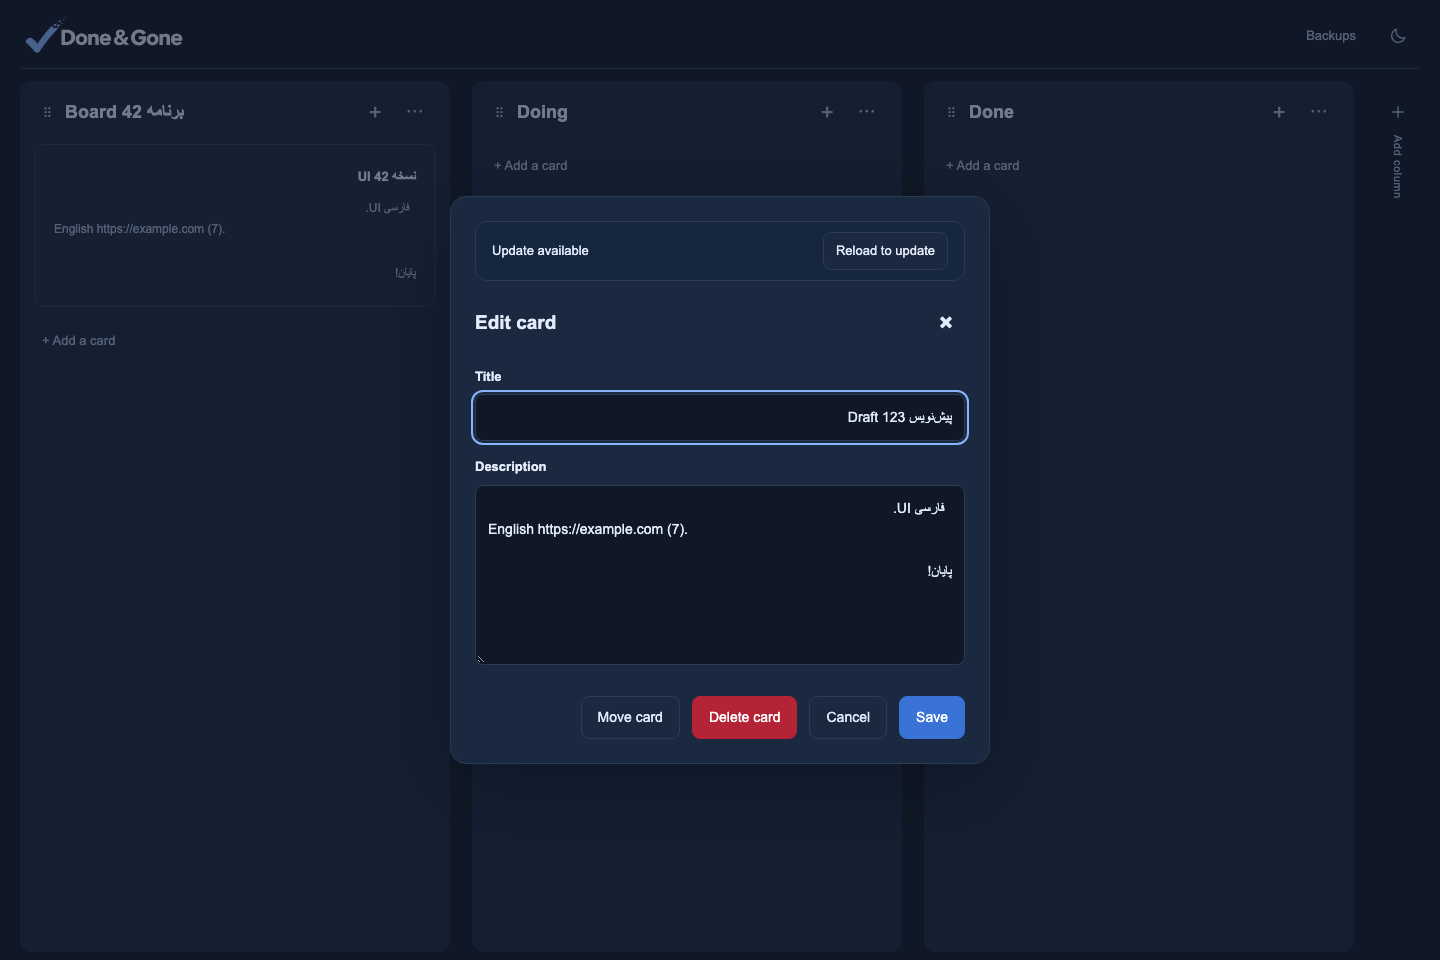 Done & Gone
Backups
Board 42 برنامه
Doing
Done
Add column
نسخه UI 42
فارسی UI.
English https://example.com (7).
پایان!
+ Add a card
+ Add a card
+ Add a card
Update available
Reload to update
Edit card
Title
پیش‌نویس Draft 123
Description
فارسی UI.
English https://example.com (7).
پایان!
Move card
Delete card
Cancel
Save